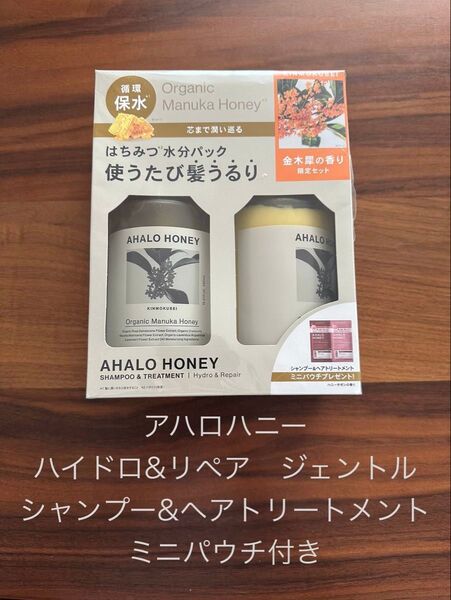 循環
保水
Organic
Manuka Honey
芯まで潤い巡る
はちみつ水分パック
使うたび髪うるり
KINMOKUSEI
金木犀の香り
限定セット
AHALO HONEY
KINMOKUSEI
Organic Manuka Honey
AHALO HONEY
AHALO HONEY
SHAMPOO & TREATMENT | Hydro & Repair
シャンプー&ヘアトリートメント
ミニパウチプレゼント!
アハロハニー
ハイドロ&リペア ジェントル
シャンプー&ヘアトリートメント
ミニパウチ付き